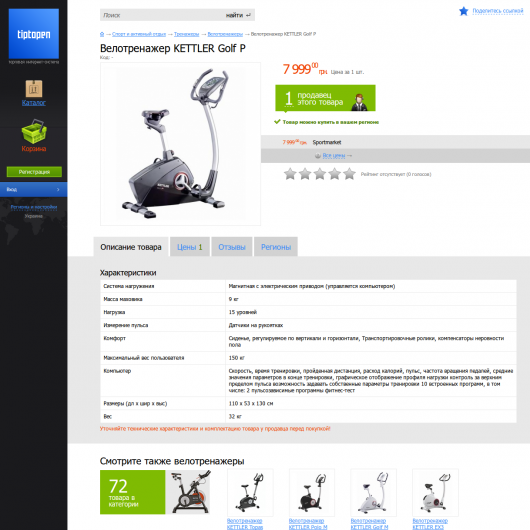 tiptopen
Поиск
найти
Поделитесь ссылкой
Спорт и активный отдых → Тренажеры → Велотренажеры → Велотренажер KETTLER Golf P
Велотренажер KETTLER Golf P
Код: -
Каталог
Корзина
Регистрация
Вход
Регионы и настройки
Украина
7 999,00 грн. Цена за 1 шт.
1 продавец этого товара
Товар можно купить в вашем регионе
7 999,00 грн. Sportmarket
Все цены →
Рейтинг отсутствует (0 голосов)
Описание товара
Цены 1
Отзывы
Регионы
Характеристики
Система нагружения Магнитная с электрическим приводом (управляется компьютером)
Масса маховика 9 кг
Нагрузка 15 уровней
Измерение пульса Датчики на рукоятках
Комфорт Сиденье, регулируемое по вертикали и горизонтали, Транспортировочные ролики, компенсаторы неровности
пола
Максимальный вес пользователя 150 кг
Компьютер Скорость, время тренировки, пройденная дистанция, расход калорий, пульс, частота вращения педалей, средние
значения параметров в конце тренировки, графическое отображение профиля нагрузки контроль за верхним
пределом пульса возможность задавать собственные параметры тренировки 10 встроенных программ, в том
числе: 2 пульсозависимые программы фитнес-тест
Размеры (дл x шир x выс) 110 x 53 x 130 см
Вес 32 кг
Уточняйте технические характеристики и комплектацию товара у продавца перед покупкой!
Смотрите также велотренажеры
72
товара в
категории
Велотренажер
KETTLER Topas
Велотренажер
KETTLER Polo M
Велотренажер
KETTLER Golf M
Велотренажер
KETTLER EX3